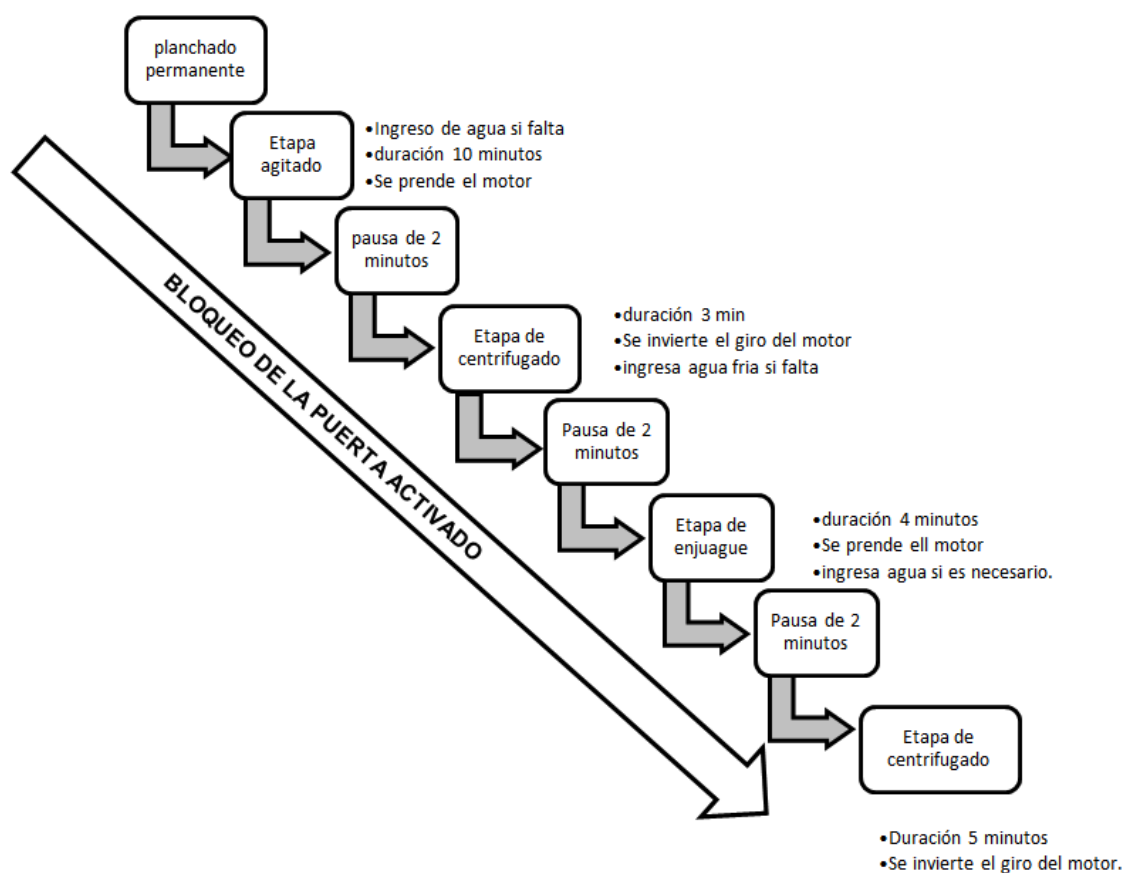 planchado
permanente
Etapa
agitado
•Ingreso de agua si falta
•duración 10 minutos
•Se prende el motor
pausa de 2
minutos
Etapa de
centrifugado
•duración 3 min
•Se invierte el giro del motor
•ingresa agua fria si falta
Pausa de 2
minutos
Etapa de
enjuague
•duración 4 minutos
•Se prende ell motor
•ingresa agua si es necesario.
Pausa de 2
minutos
Etapa de
centrifugado
•Duración 5 minutos
•Se invierte el giro del motor.
BLOQUEO DE LA PUERTA ACTIVADO